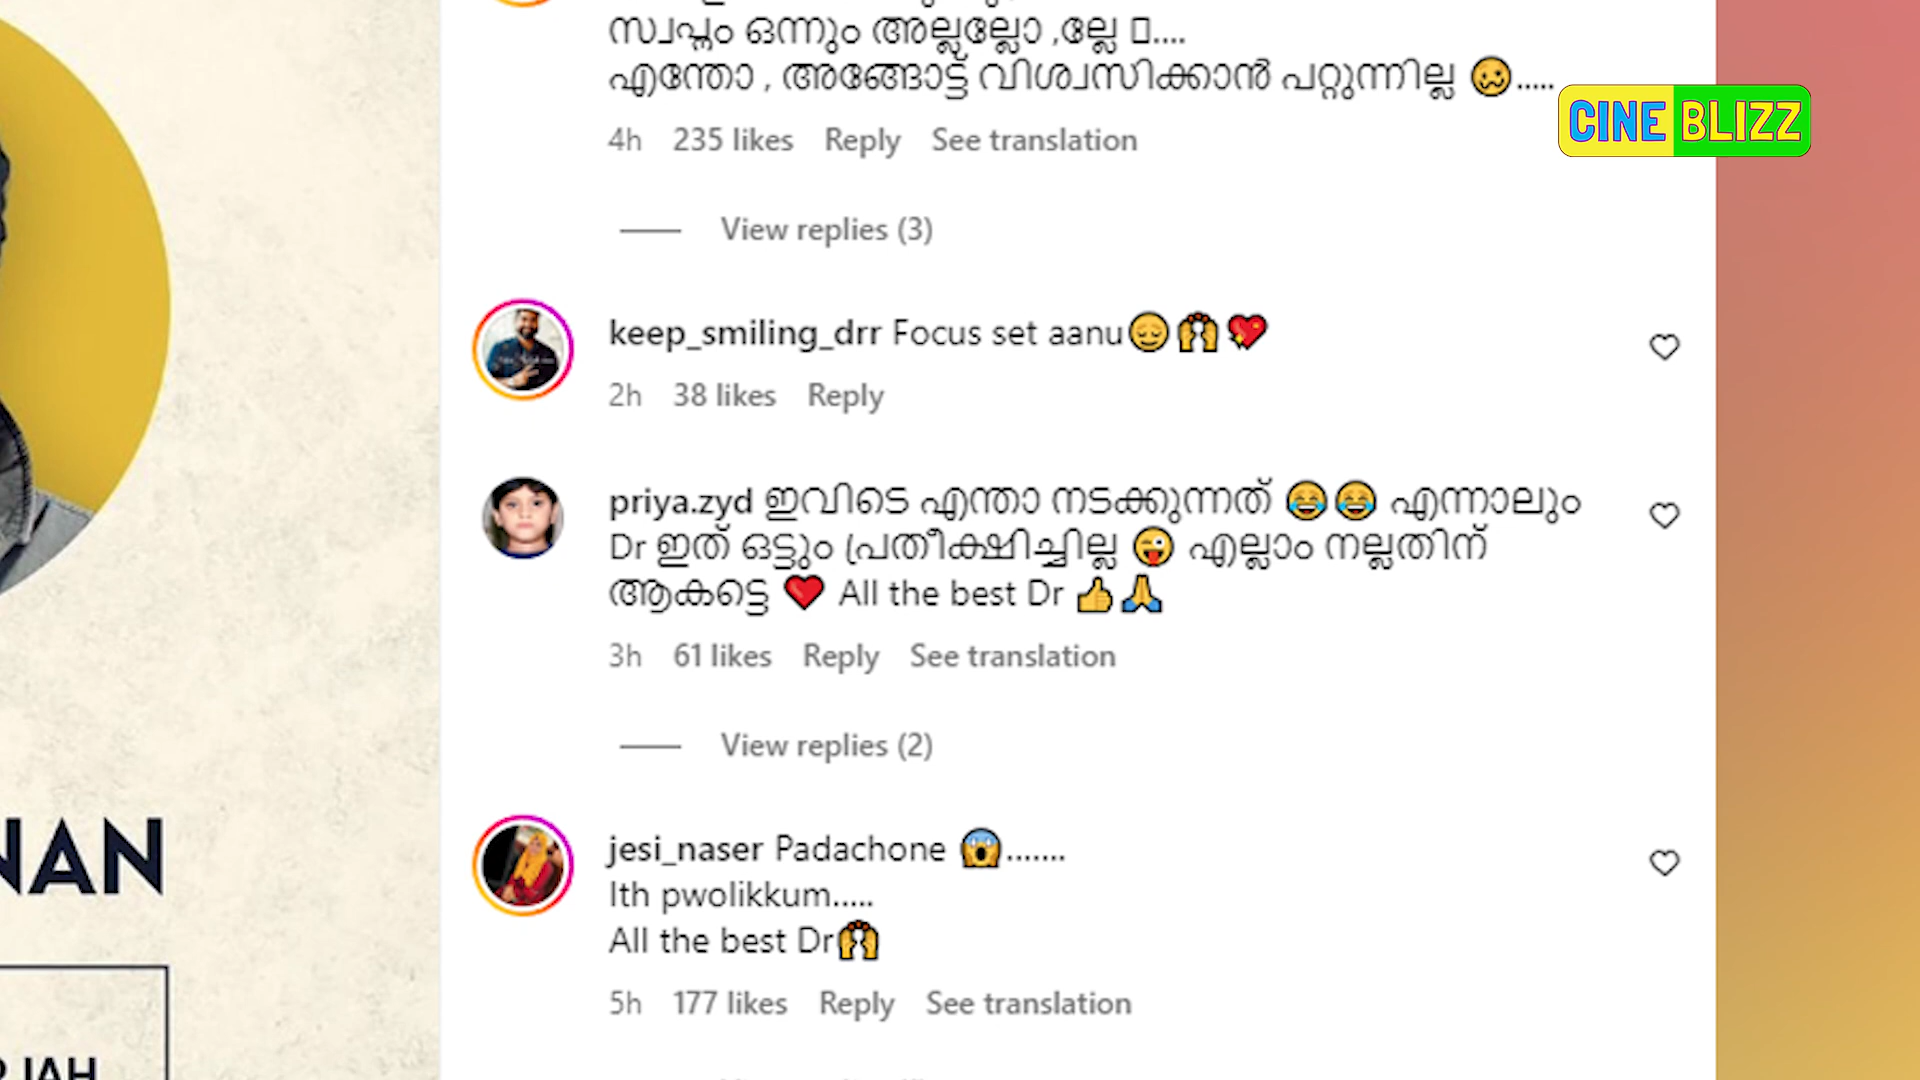 സ്വപ്നം ഒന്നും അല്ലല്ലോ ,ല്ലേ ....
എന്തോ , അങ്ങോട്ട് വിശ്വസിക്കാൻ പറ്റുന്നില്ല 🥴.....
CINE BLIZZ
4h 235 likes Reply See translation
View replies (3)
keep_smiling_drr Focus set aanu😔🙌💖
2h 38 likes Reply
priya.zyd ഇവിടെ എന്താ നടക്കുന്നത് 😂😂 എന്നാലും
Dr ഇത് ഒട്ടും പ്രതീക്ഷിച്ചില്ല 😜 എല്ലാം നല്ലതിന്
ആകട്ടെ ❤️ All the best Dr 👍🙏
3h 61 likes Reply See translation
View replies (2)
NAN
jesi_naser Padachone 😱.......
Ith pwolikkum.....
All the best Dr🙌
5h 177 likes Reply See translation
JAH